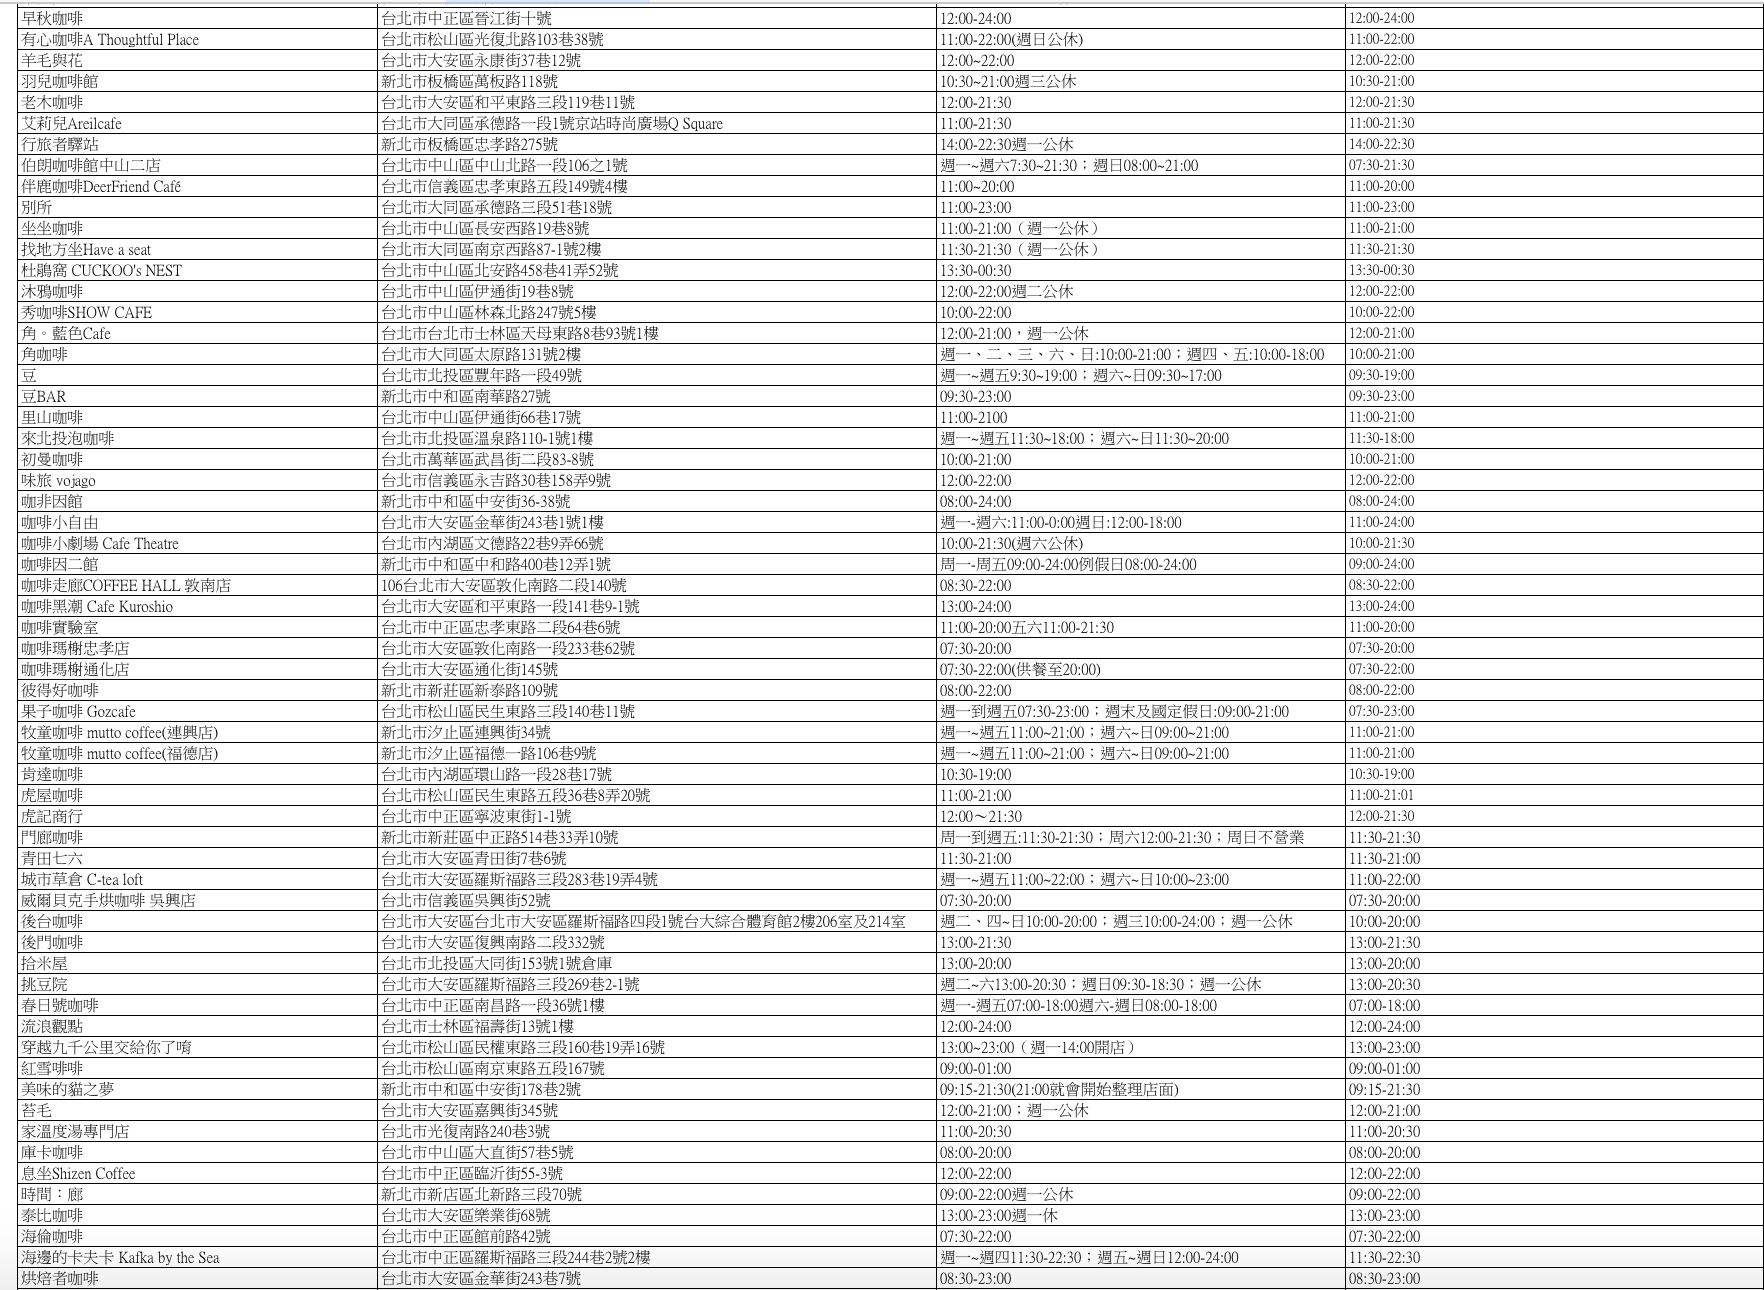 早秋咖啡 台北市中正區晉江街十號 12:00-24:00 12:00-24:00
有心咖啡A Thoughtful Place 台北市松山區光復北路103巷38號 11:00-22:00(週日公休) 11:00-22:00
羊毛與花 台北市大安區永康街37巷12號 12:00~22:00 12:00-22:00
羽兒咖啡館 新北市板橋區萬板路118號 10:30~21:00週三公休 10:30-21:00
老木咖啡 台北市大安區和平東路三段119巷11號 12:00-21:30 12:00-21:30
艾莉兒Areilcafe 台北市大同區承德路一段1號京站時尚廣場Q Square 11:00-21:30 11:00-21:30
行旅者驛站 新北市板橋區忠孝路275號 14:00-22:30週一公休 14:00-22:30
伯朗咖啡館中山二店 台北市中山區中山北路一段106之1號 週一~週六7:30~21:30；週日08:00~21:00 07:30-21:30
伴鹿咖啡DeerFriend Café 台北市信義區忠孝東路五段149號4樓 11:00~20:00 11:00-20:00
別所 台北市大同區承德路三段51巷18號 11:00-23:00 11:00-23:00
坐坐咖啡 台北市中山區長安西路19巷8號 11:00-21:00（週一公休） 11:00-21:00
找地方坐Have a seat 台北市大同區南京西路87-1號2樓 11:30-21:30（週一公休） 11:30-21:30
杜鵑窩 CUCKOO's NEST 台北市中山區北安路458巷41弄52號 13:30-00:30 13:30-00:30
沐鴉咖啡 台北市中山區伊通街19巷8號 12:00-22:00週二公休 12:00-22:00
秀咖啡SHOW CAFE 台北市中山區林森北路247號5樓 10:00-22:00 10:00-22:00
角。藍色Cafe 台北市台北市士林區天母東路8巷93號1樓 12:00-21:00，週一公休 12:00-21:00
角咖啡 台北市大同區太原路131號2樓 週一、二、三、六、日:10:00-21:00；週四、五:10:00-18:00 10:00-21:00
豆 台北市北投區豐年路一段49號 週一~週五9:30~19:00；週六~日09:30~17:00 09:30-19:00
豆BAR 新北市中和區南華路27號 09:30-23:00 09:30-23:00
里山咖啡 台北市中山區伊通街66巷17號 11:00-2100 11:00-21:00
來北投泡咖啡 台北市北投區溫泉路110-1號1樓 週一~週五11:30~18:00；週六~日11:30~20:00 11:30-18:00
初曼咖啡 台北市萬華區武昌街二段83-8號 10:00-21:00 10:00-21:00
味旅 vojago 台北市信義區永吉路30巷158弄9號 12:00-22:00 12:00-22:00
咖非因館 新北市中和區中安街36-38號 08:00-24:00 08:00-24:00
咖啡小自由 台北市大安區金華街243巷1號1樓 週一-週六:11:00-0:00週日:12:00-18:00 11:00-24:00
咖啡小劇場 Cafe Theatre 台北市內湖區文德路22巷9弄66號 10:00-21:30(週六公休) 10:00-21:30
咖啡因二館 新北市中和區中和路400巷12弄1號 周一-周五09:00-24:00例假日08:00-24:00 09:00-24:00
咖啡走廊COFFEE HALL 敦南店 106台北市大安區敦化南路二段140號 08:30-22:00 08:30-22:00
咖啡黑潮 Cafe Kuroshio 台北市大安區和平東路一段141巷9-1號 13:00-24:00 13:00-24:00
咖啡實驗室 台北市中正區忠孝東路二段64巷6號 11:00-20:00五六11:00-21:30 11:00-20:00
咖啡瑪榭忠孝店 台北市大安區敦化南路一段233巷62號 07:30-20:00 07:30-20:00
咖啡瑪榭通化店 台北市大安區通化街145號 07:30-22:00(供餐至20:00) 07:30-22:00
彼得好咖啡 新北市新莊區新泰路109號 08:00-22:00 08:00-22:00
果子咖啡 Gozcafe 台北市松山區民生東路三段140巷11號 週一到週五07:30-23:00；週末及國定假日:09:00-21:00 07:30-23:00
牧童咖啡 mutto coffee(連興店) 新北市汐止區連興街34號 週一~週五11:00~21:00；週六~日09:00~21:00 11:00-21:00
牧童咖啡 mutto coffee(福德店) 新北市汐止區福德一路106巷9號 週一~週五11:00~21:00；週六~日09:00~21:00 11:00-21:00
肯達咖啡 台北市內湖區環山路一段28巷17號 10:30-19:00 10:30-19:00
虎屋咖啡 台北市松山區民生東路五段36巷8弄20號 11:00-21:00 11:00-21:01
虎記商行 台北市中正區寧波東街1-1號 12:00～21:30 12:00-21:30
門廊咖啡 新北市新莊區中正路514巷33弄10號 周一到週五:11:30-21:30；周六12:00-21:30；周日不營業 11:30-21:30
青田七六 台北市大安區青田街7巷6號 11:30-21:00 11:30-21:00
城市草倉 C-tea loft 台北市大安區羅斯福路三段283巷19弄4號 週一~週五11:00~22:00；週六~日10:00~23:00 11:00-22:00
威爾貝克手烘咖啡 吳興店 台北市信義區吳興街52號 07:30-20:00 07:30-20:00
後台咖啡 台北市大安區台北市大安區羅斯福路四段1號台大綜合體育館2樓206室及214室 週二、四~日10:00-20:00；週三10:00-24:00；週一公休 10:00-20:00
後門咖啡 台北市大安區復興南路二段332號 13:00-21:30 13:00-21:30
拾米屋 台北市北投區大同街153號1號倉庫 13:00-20:00 13:00-20:00
挑豆院 台北市大安區羅斯福路三段269巷2-1號 週二~六13:00-20:30；週日09:30-18:30；週一公休 13:00-20:30
春日號咖啡 台北市中正區南昌路一段36號1樓 週一-週五07:00-18:00週六-週日08:00-18:00 07:00-18:00
流浪觀點 台北市士林區福壽街13號1樓 12:00-24:00 12:00-24:00
穿越九千公里交給你了唷 台北市松山區民權東路三段160巷19弄16號 13:00~23:00（週一14:00開店） 13:00-23:00
紅雪啡啡 台北市松山區南京東路五段167號 09:00-01:00 09:00-01:00
美味的貓之夢 新北市中和區中安街178巷2號 09:15-21:30(21:00就會開始整理店面) 09:15-21:30
苔毛 台北市大安區嘉興街345號 12:00-21:00；週一公休 12:00-21:00
家溫度湯專門店 台北市光復南路240巷3號 11:00-20:30 11:00-20:30
庫卡咖啡 台北市中山區大直街57巷5號 08:00-20:00 08:00-20:00
息坐Shizen Coffee 台北市中正區臨沂街55-3號 12:00-22:00 12:00-22:00
時間：廊 新北市新店區北新路三段70號 09:00-22:00週一公休 09:00-22:00
泰比咖啡 台北市大安區樂業街68號 13:00-23:00週一休 13:00-23:00
海倫咖啡 台北市中正區館前路42號 07:30-22:00 07:30-22:00
海邊的卡夫卡 Kafka by the Sea 台北市中正區羅斯福路三段244巷2號2樓 週一~週四11:30-22:30；週五~週日12:00-24:00 11:30-22:30
烘焙者咖啡 台北市大安區金華街243巷7號 08:30-23:00 08:30-23:00